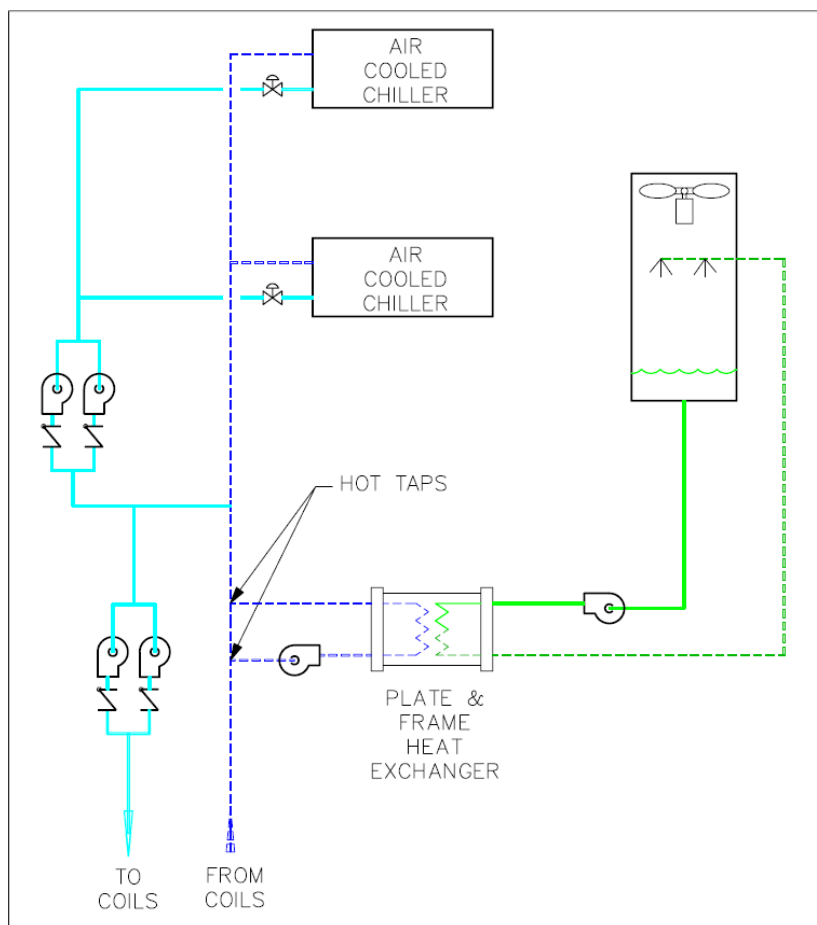 AIR
COOLED
CHILLER
AIR
COOLED
CHILLER
HOT TAPS
PLATE &
FRAME
HEAT
EXCHANGER
TO
COILS
FROM
COILS